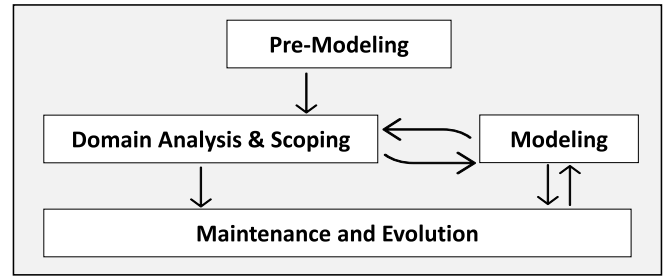 Pre-Modeling
Domain Analysis & Scoping
Modeling
Maintenance and Evolution